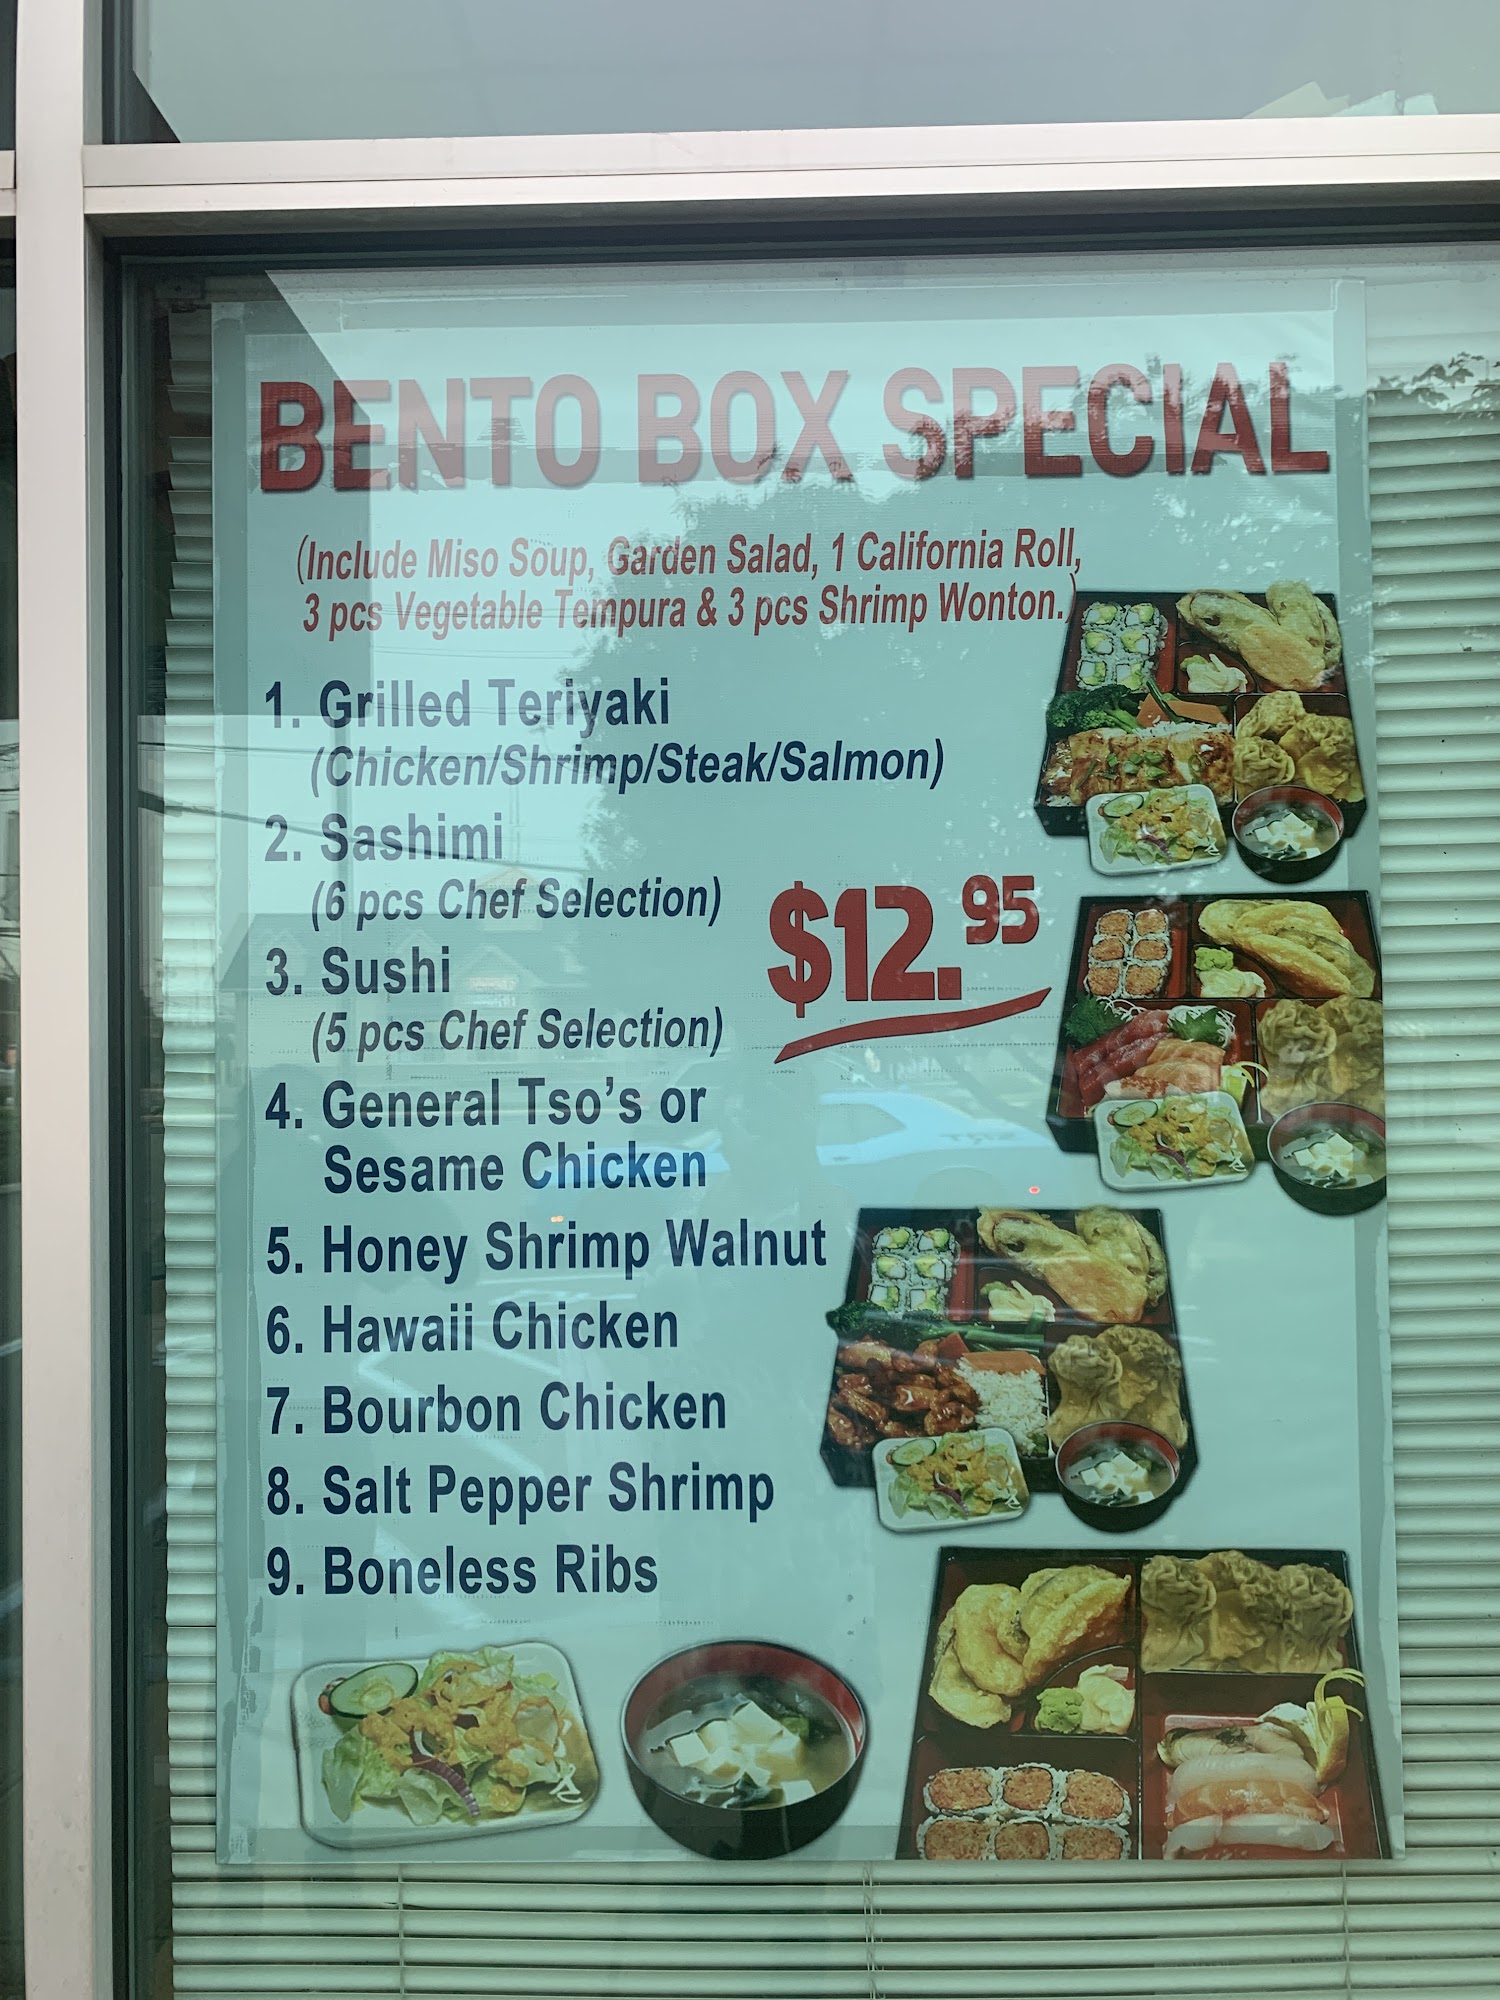 BENTO BOX SPECIAL
(Include Miso Soup, Garden Salad, 1 California Roll,
3 pcs Vegetable Tempura & 3 pcs Shrimp Wonton.)
1. Grilled Teriyaki
(Chicken/Shrimp/Steak/Salmon)
2. Sashimi
(6 pcs Chef Selection)
$12.95
3. Sushi
(5 pcs Chef Selection)
4. General Tso's or
Sesame Chicken
5. Honey Shrimp Walnut
6. Hawaii Chicken
7. Bourbon Chicken
8. Salt Pepper Shrimp
9. Boneless Ribs